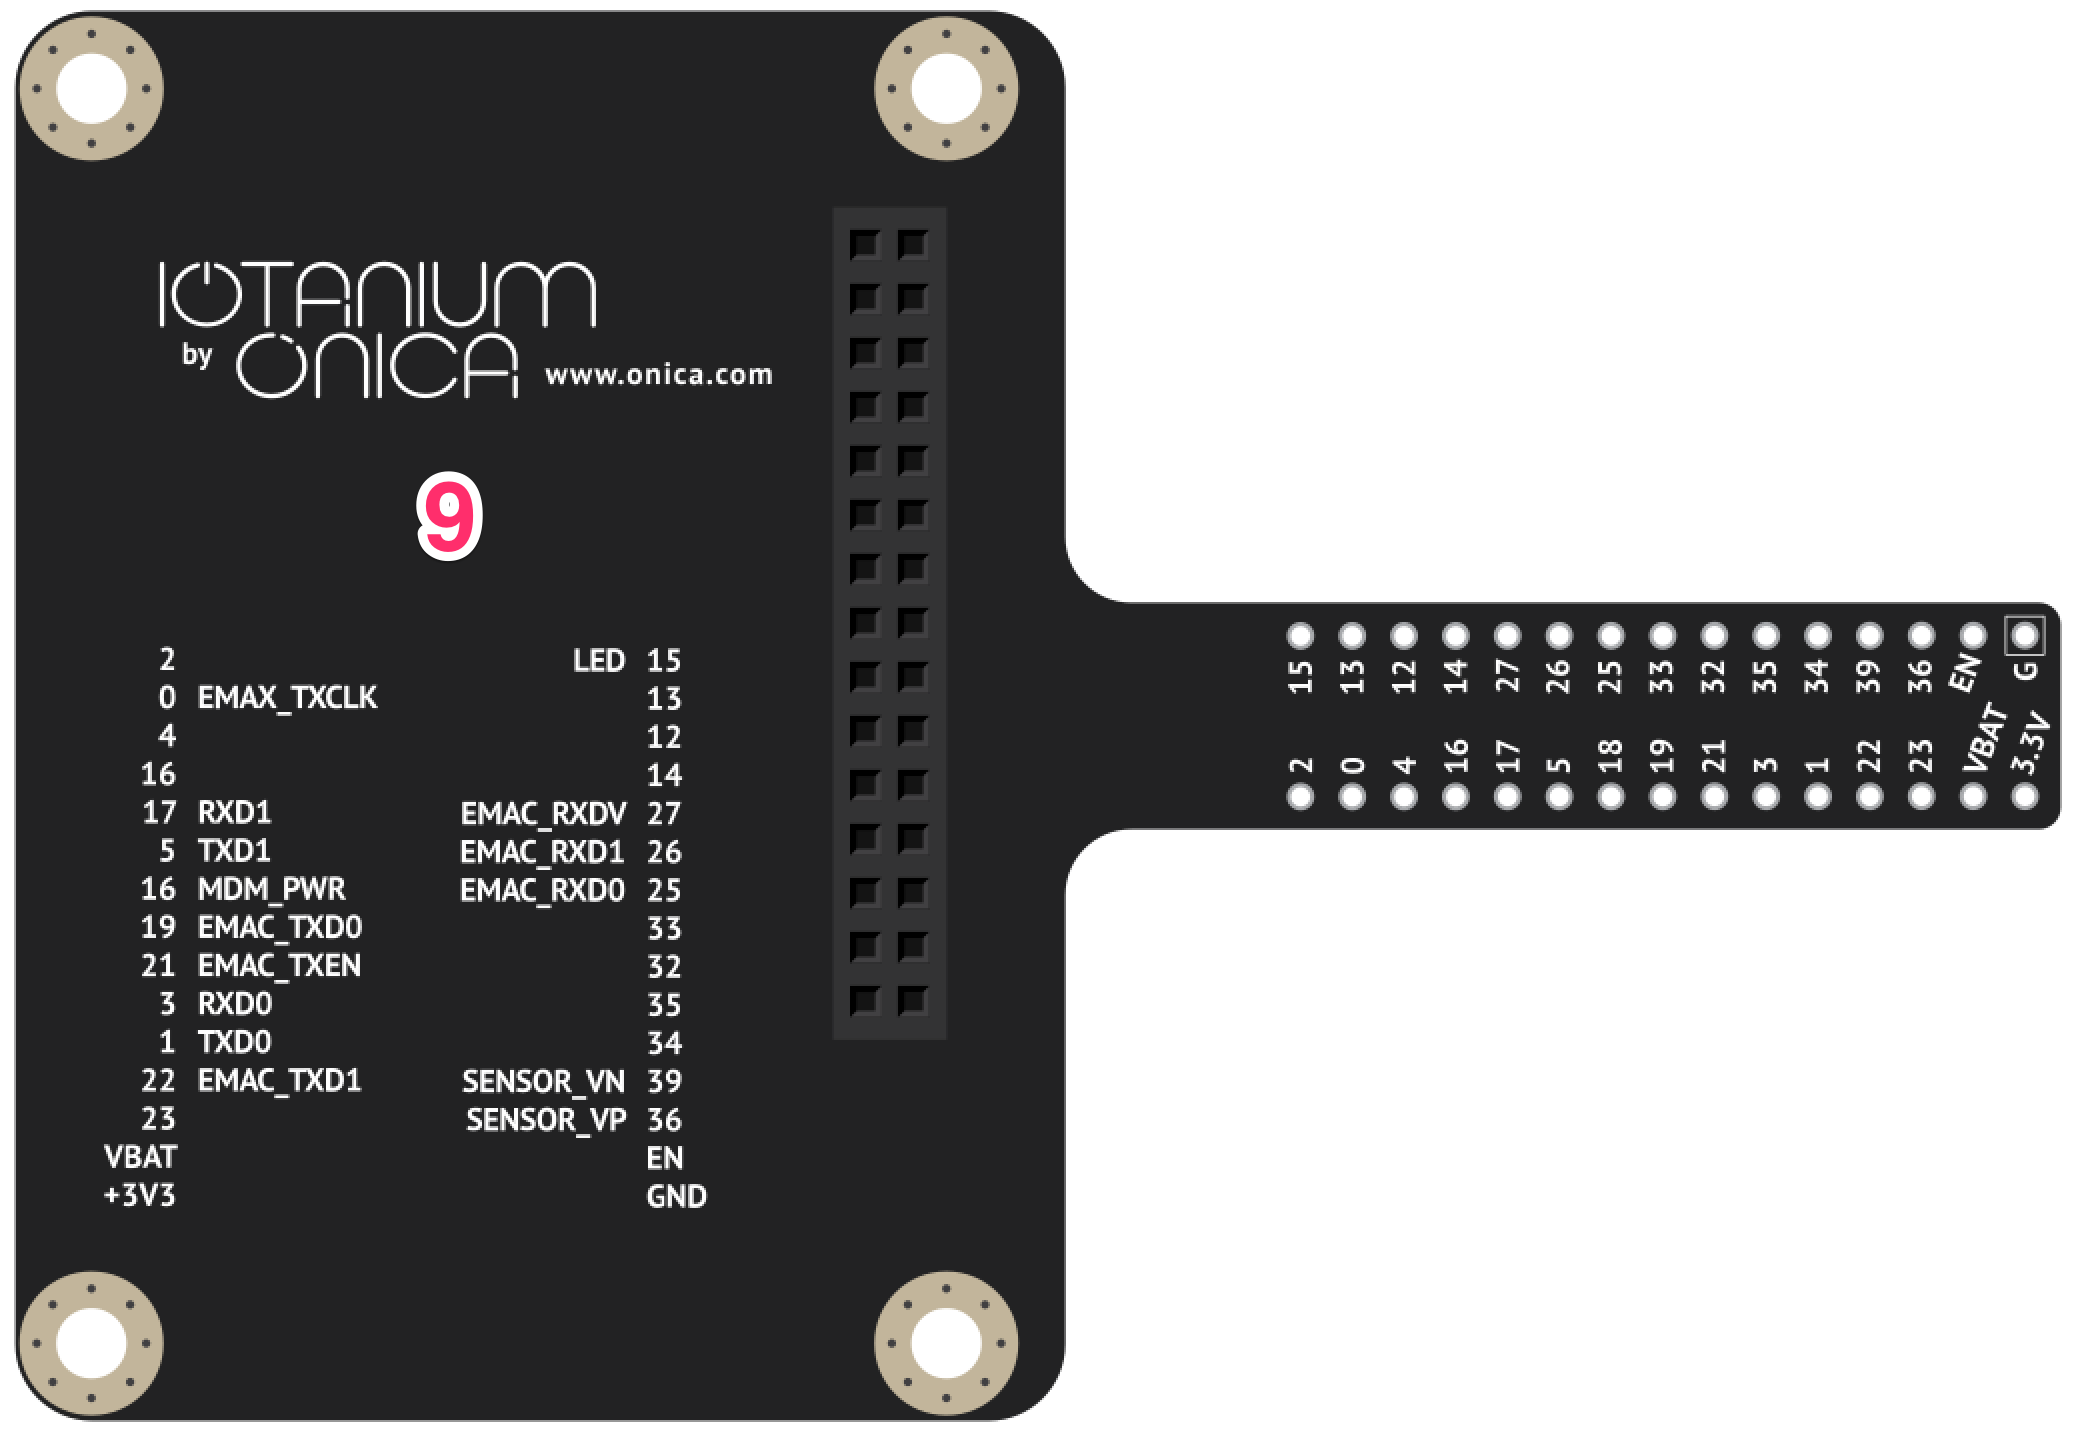 IOTANIUM
by ONICA www.onica.com
9
2 LED 15
0 EMAX_TXCLK 13
4 12
16 14
17 RXD1 EMAC_RXDV 27
5 TXD1 EMAC_RXD1 26
16 MDM_PWR EMAC_RXD0 25
19 EMAC_TXD0 33
21 EMAC_TXEN 32
3 RXD0 35
1 TXD0 34
22 EMAC_TXD1 SENSOR_VN 39
23 SENSOR_VP 36
VBAT EN
+3V3 GND
15 13 12 14 27 26 25 33 32 35 34 39 36 EN G
2 0 4 16 17 5 18 19 21 3 1 22 23 VBAT 3.3V